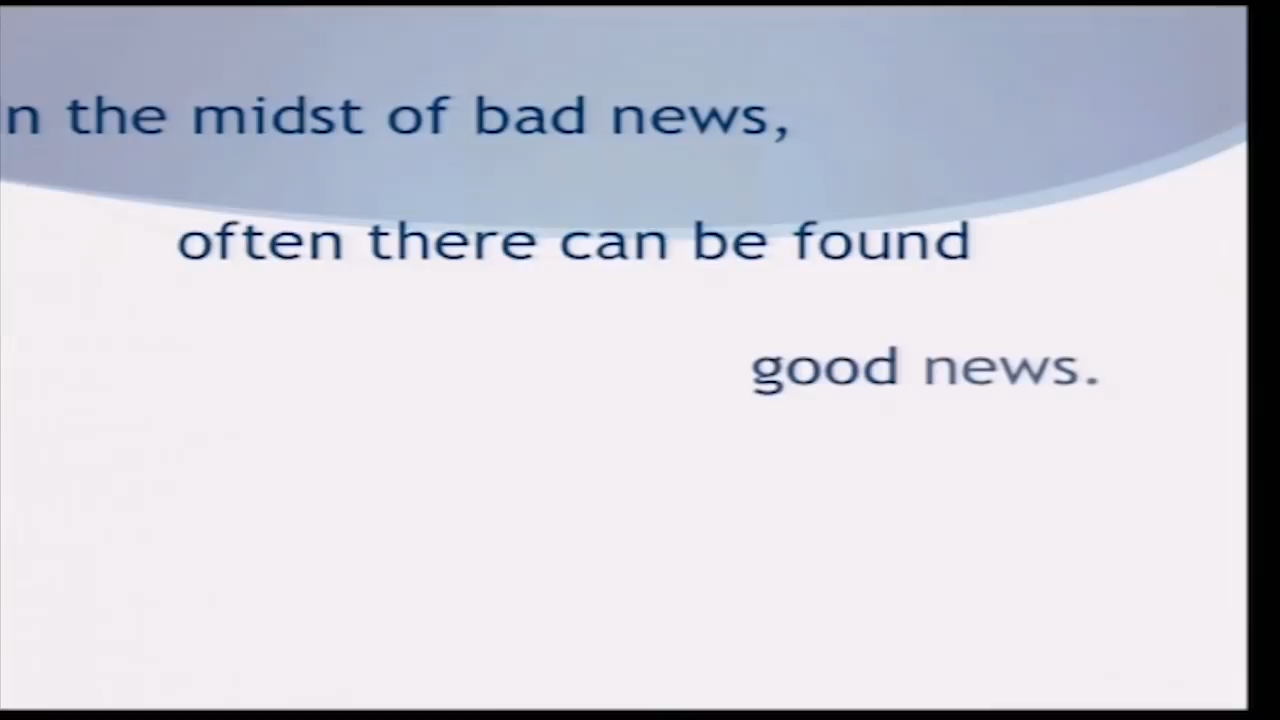 n the midst of bad news,
often there can be found
good news.